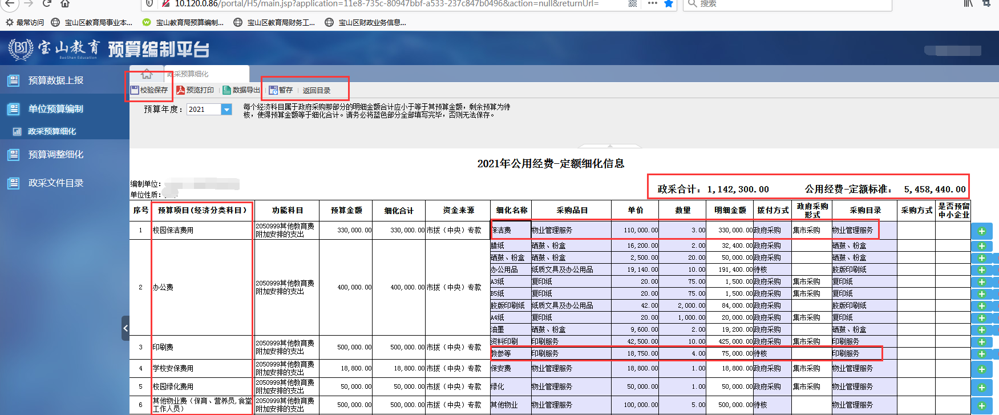 10.120.0.86/portal/H5/main.jsp?application=11e8-735c-80947bbf-a533-237c847b0496&action=null&returnUrl=
搜索
最常访问 宝山区教育局事业本... 宝山教育局预算编制... 宝山区教育局财务工... 宝山区财政业务信息...
宝山教育 预算编制平台
BaoShan Education
预算数据上报
单位预算编制
政采预算细化
预算调整细化
政采文件目录
政采预算细化
校验保存 预览打印 数据导出 暂存 返回目录
预算年度： 2021
每个经济科目属于政府采购那部分的明细金额合计应小于等于其预算金额，剩余预算为待
核，使得预算金额等于细化合计。请务必将蓝色部分全部填写完毕，否则无法保存。
2021年公用经费-定额细化信息
编制单位：
单位性质：
政采合计：1,142,300.00 公用经费-定额标准： 5,458,440.00
序号 预算项目(经济分类科目) 功能科目 预算金额 细化合计 资金来源 细化名称 采购品目 单价 数量 明细金额 拨付方式 政府采购形式 采购目录 采购方式 是否预留中小企业
1 校园保洁费用 2050999其他教育费附加安排的支出 330,000.00 330,000.00 市拨（中央）专款 保洁费 物业管理服务 110,000.00 3.00 330,000.00 政府采购 集市采购 物业管理服务
2 办公费 2050999其他教育费附加安排的支出 400,000.00 400,000.00 市拨（中央）专款
腊纸 硒鼓、粉盒 16,200.00 2.00 32,400.00 政府采购 硒鼓、粉盒
硒鼓、粉盒 硒鼓、粉盒 2,500.00 20.00 50,000.00 政府采购 硒鼓、粉盒
办公用品 纸质文具及办公用品 19,140.00 10.00 191,400.00 待核 胶版印刷纸
A3纸 复印纸 20.00 75.00 1,500.00 政府采购 集市采购 复印纸
B5纸 复印纸 20.00 75.00 1,500.00 政府采购 集市采购 复印纸
胶版印刷纸 纸质文具及办公用品 42.00 2,000.00 84,000.00 政府采购 胶版印刷纸
A4纸 复印纸 20.00 1,000.00 20,000.00 政府采购 集市采购 复印纸
油墨 硒鼓、粉盒 9,600.00 2.00 19,200.00 政府采购 硒鼓、粉盒
3 印刷费 2050999其他教育费附加安排的支出 500,000.00 500,000.00 市拨（中央）专款
资料印刷 印刷服务 42,500.00 10.00 425,000.00 政府采购 集市采购 印刷服务
教参等 印刷服务 18,750.00 4.00 75,000.00 待核 印刷服务
4 学校安保费用 2050999其他教育费附加安排的支出 18,800.00 18,800.00 市拨（中央）专款 保安费 物业管理服务 18,800.00 1.00 18,800.00 政府采购 集市采购 物业管理服务
5 校园绿化费用 2050999其他教育费附加安排的支出 50,000.00 50,000.00 市拨（中央）专款 绿化 物业管理服务 50,000.00 1.00 50,000.00 政府采购 集市采购 物业管理服务
6 其他物业费（保育、营养员,食堂工作人员） 2050999其他教育费附加安排的支出 500,000.00 500,000.00 市拨（中央）专款 其他物业 物业管理服务 100,000.00 5.00 500,000.00 待核 物业管理服务